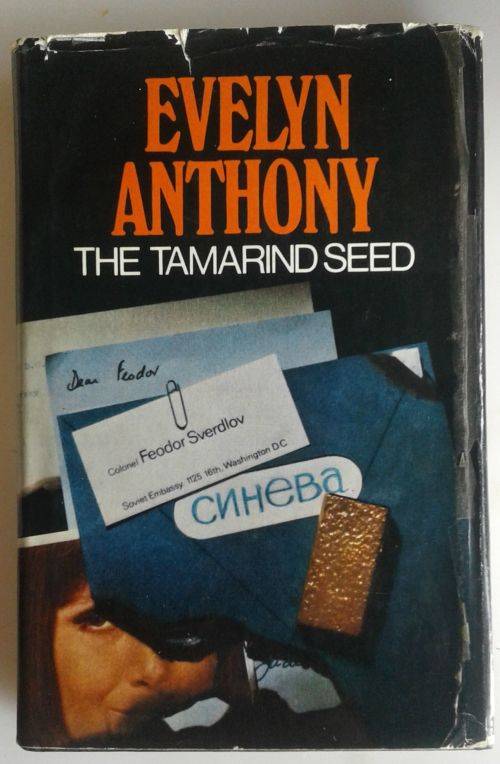 EVELYN
ANTHONY
THE TAMARIND SEED
Dear Feodor
Colonel Feodor Sverdlov
Soviet Embassy. 1125 16th. Washington D.C
синева